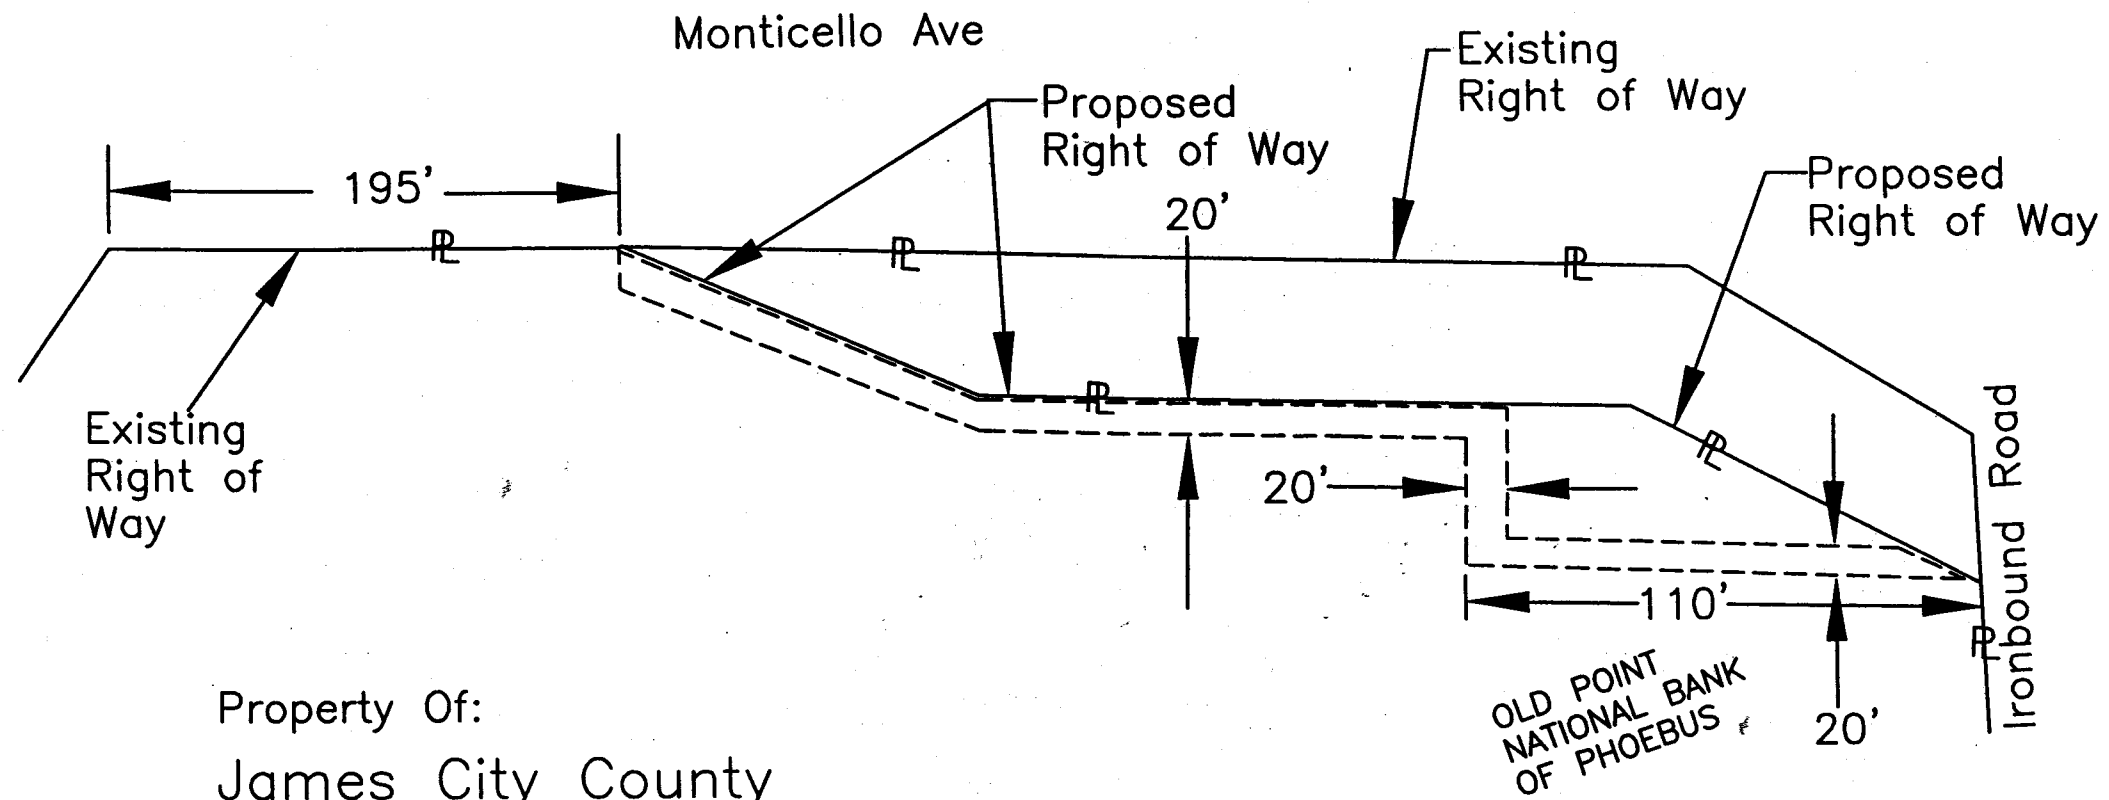 Monticello Ave
Existing
Right of Way
Proposed
Right of Way
Proposed
Right of Way
195'
20'
PL
PL
PL
Existing
Right of
Way
PL
PL
20'
110'
PL
Ironbound Road
OLD POINT
NATIONAL BANK
OF PHOEBUS
20'
Property Of:
James City County